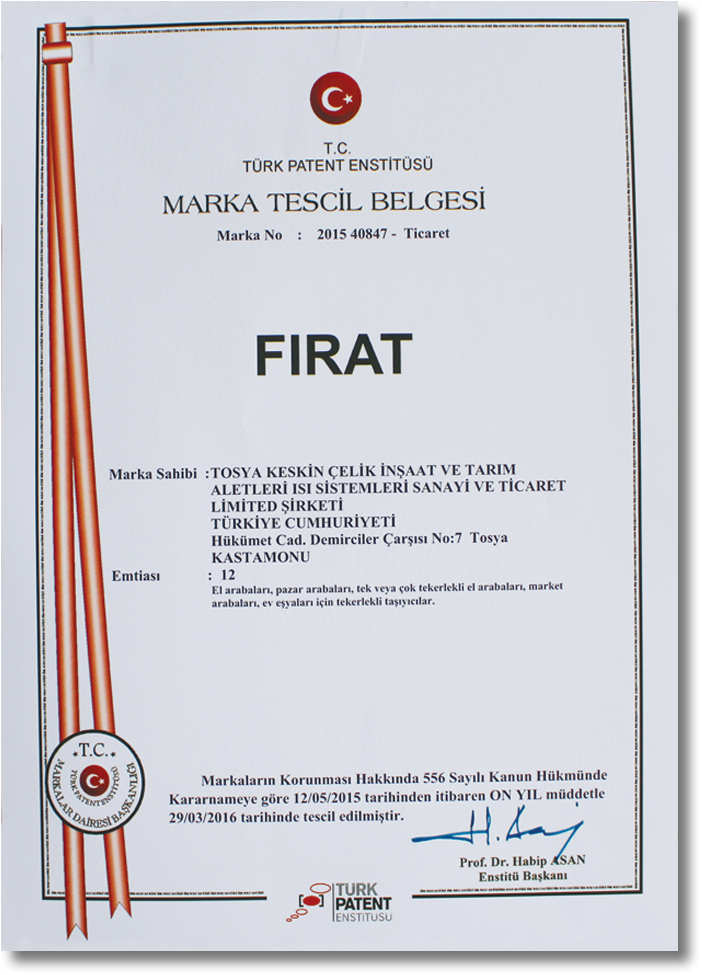 T.C.
TÜRK PATENT ENSTİTÜSÜ
MARKA TESCİL BELGESİ
Marka No : 2015 40847 - Ticaret
FIRAT
Marka Sahibi :TOSYA KESKİN ÇELİK İNŞAAT VE TARIM
ALETLERİ ISI SİSTEMLERİ SANAYİ VE TİCARET
LİMİTED ŞİRKETİ
TÜRKİYE CUMHURİYETİ
Hükümet Cad. Demirciler Çarşısı No:7 Tosya
KASTAMONU
Emtiası : 12
El arabaları, pazar arabaları, tek veya çok tekerlekli el arabaları, market
arabaları, ev eşyaları için tekerlekli taşıyıcılar.
T.C.
MARKALAR DAİRESİ BAŞKANLIĞI
TÜRK PATENT ENSTİTÜSÜ
Markaların Korunması Hakkında 556 Sayılı Kanun Hükmünde
Kararnameye göre 12/05/2015 tarihinden itibaren ON YIL müddetle
29/03/2016 tarihinde tescil edilmiştir.
H. Asan
Prof. Dr. Habip ASAN
Enstitü Başkanı
TÜRK
PATENT
ENSTİTÜSÜ